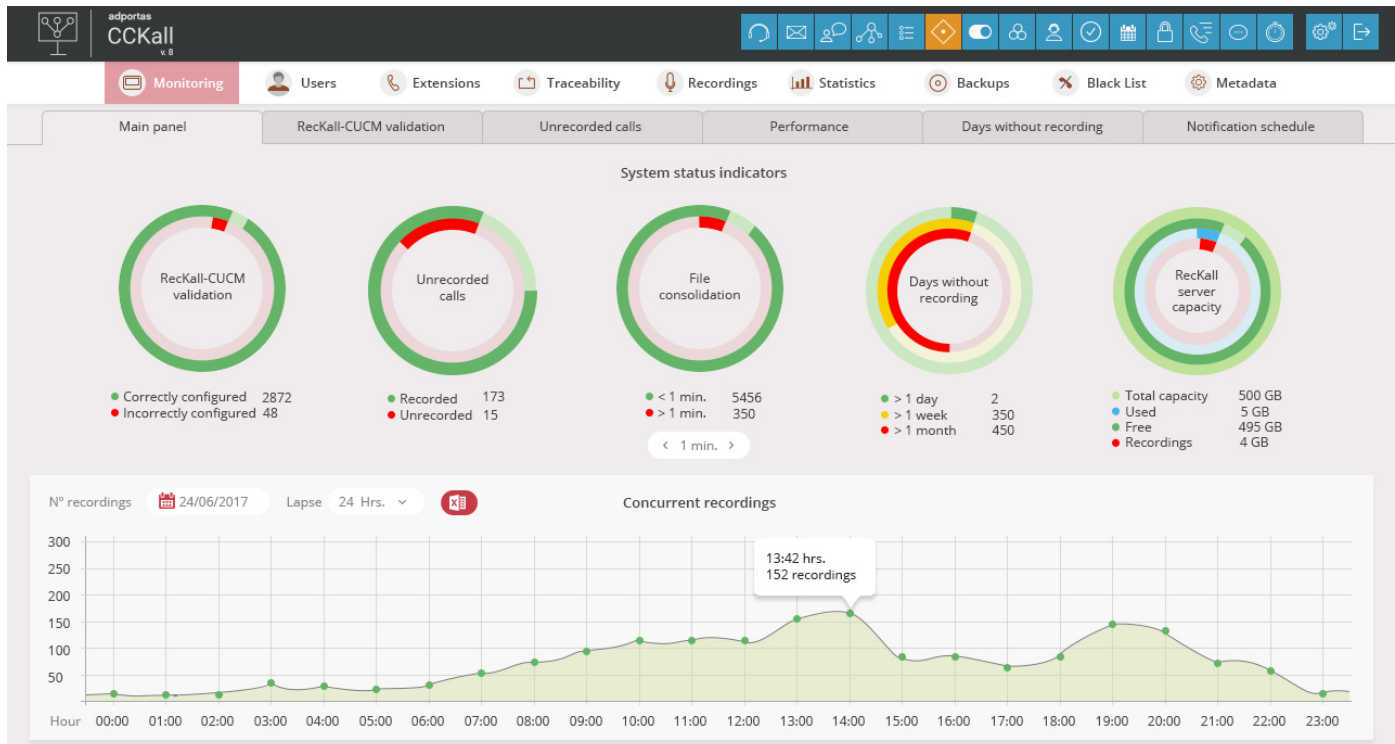 adportas
CCKall
v. 8
Monitoring Users Extensions Traceability Recordings Statistics Backups Black List Metadata
Main panel RecKall-CUCM validation Unrecorded calls Performance Days without recording Notification schedule
System status indicators
RecKall-CUCM
validation
Correctly configured 2872
Incorrectly configured 48
Unrecorded
calls
Recorded 173
Unrecorded 15
File
consolidation
< 1 min. 5456
> 1 min. 350
< 1 min. >
Days without
recording
> 1 day 2
> 1 week 350
> 1 month 450
RecKall
server
capacity
Total capacity 500 GB
Used 5 GB
Free 495 GB
Recordings 4 GB
Nº recordings 24/06/2017 Lapse 24 Hrs. Concurrent recordings
13:42 hrs.
152 recordings
300
250
200
150
100
50
Hour 00:00 01:00 02:00 03:00 04:00 05:00 06:00 07:00 08:00 09:00 10:00 11:00 12:00 13:00 14:00 15:00 16:00 17:00 18:00 19:00 20:00 21:00 22:00 23:00